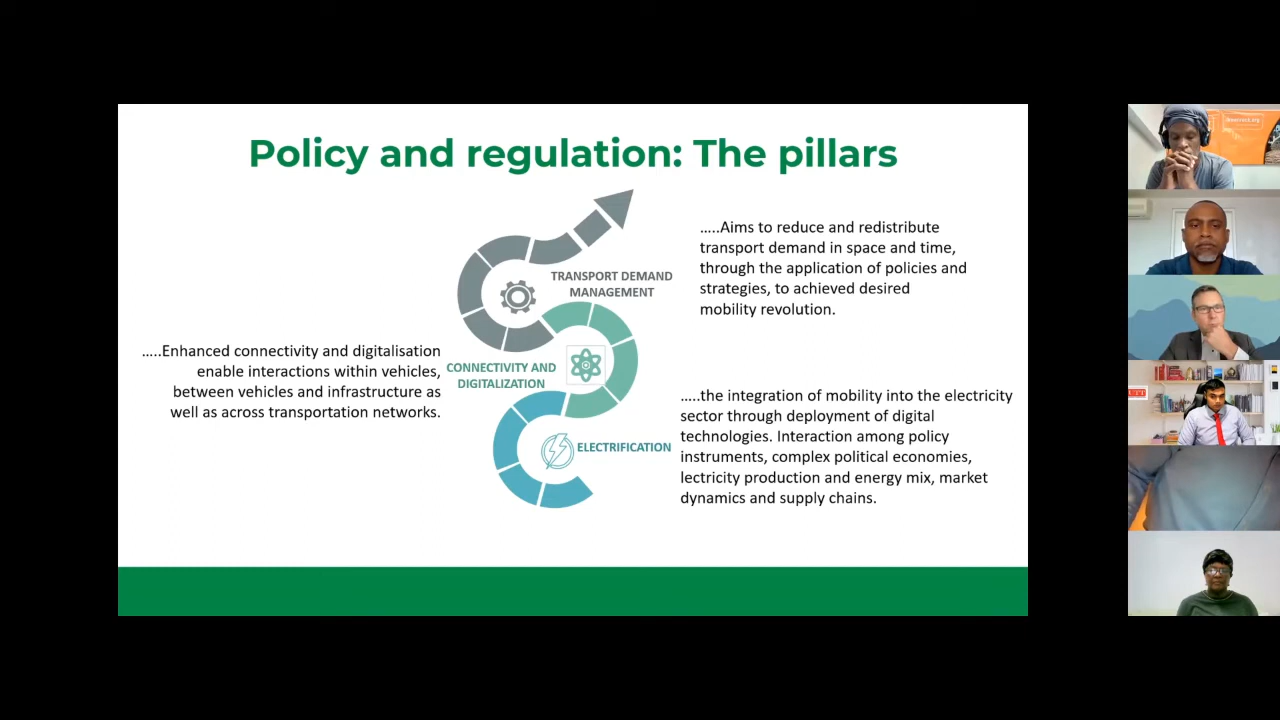 Policy and regulation: The pillars
TRANSPORT DEMAND
MANAGEMENT
.....Aims to reduce and redistribute
transport demand in space and time,
through the application of policies and
strategies, to achieved desired
mobility revolution.
.....Enhanced connectivity and digitalisation
enable interactions within vehicles,
between vehicles and infrastructure as
well as across transportation networks.
CONNECTIVITY AND
DIGITALIZATION
ELECTRIFICATION
.....the integration of mobility into the electricity
sector through deployment of digital
technologies. Interaction among policy
instruments, complex political economies,
lectricity production and energy mix, market
dynamics and supply chains.